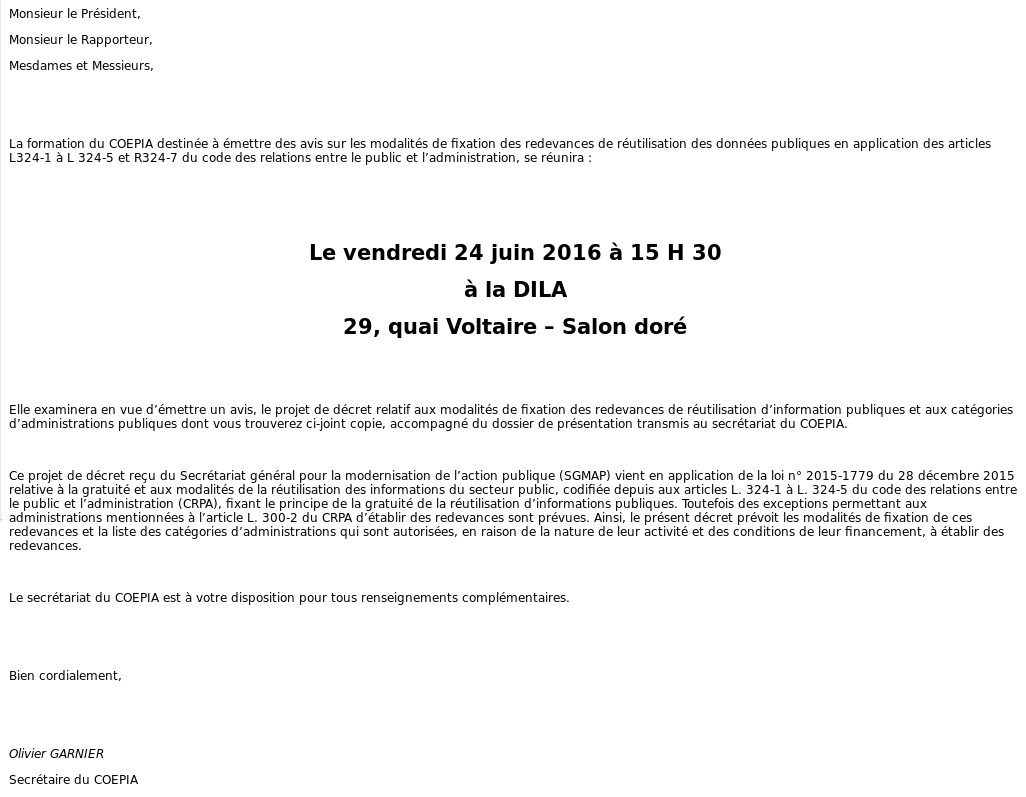 Monsieur le Président,
Monsieur le Rapporteur,
Mesdames et Messieurs,
La formation du COEPIA destinée à émettre des avis sur les modalités de fixation des redevances de réutilisation des données publiques en application des articles
L324-1 à L 324-5 et R324-7 du code des relations entre le public et l’administration, se réunira :
Le vendredi 24 juin 2016 à 15 H 30
à la DILA
29, quai Voltaire – Salon doré
Elle examinera en vue d’émettre un avis, le projet de décret relatif aux modalités de fixation des redevances de réutilisation d’information publiques et aux catégories
d’administrations publiques dont vous trouverez ci-joint copie, accompagné du dossier de présentation transmis au secrétariat du COEPIA.
Ce projet de décret reçu du Secrétariat général pour la modernisation de l’action publique (SGMAP) vient en application de la loi n° 2015-1779 du 28 décembre 2015
relative à la gratuité et aux modalités de la réutilisation des informations du secteur public, codifiée depuis aux articles L. 324-1 à L. 324-5 du code des relations entre
le public et l’administration (CRPA), fixant le principe de la gratuité de la réutilisation d’informations publiques. Toutefois des exceptions permettant aux
administrations mentionnées à l’article L. 300-2 du CRPA d’établir des redevances sont prévues. Ainsi, le présent décret prévoit les modalités de fixation de ces
redevances et la liste des catégories d’administrations qui sont autorisées, en raison de la nature de leur activité et des conditions de leur financement, à établir des
redevances.
Le secrétariat du COEPIA est à votre disposition pour tous renseignements complémentaires.
Bien cordialement,
Olivier GARNIER
Secrétaire du COEPIA